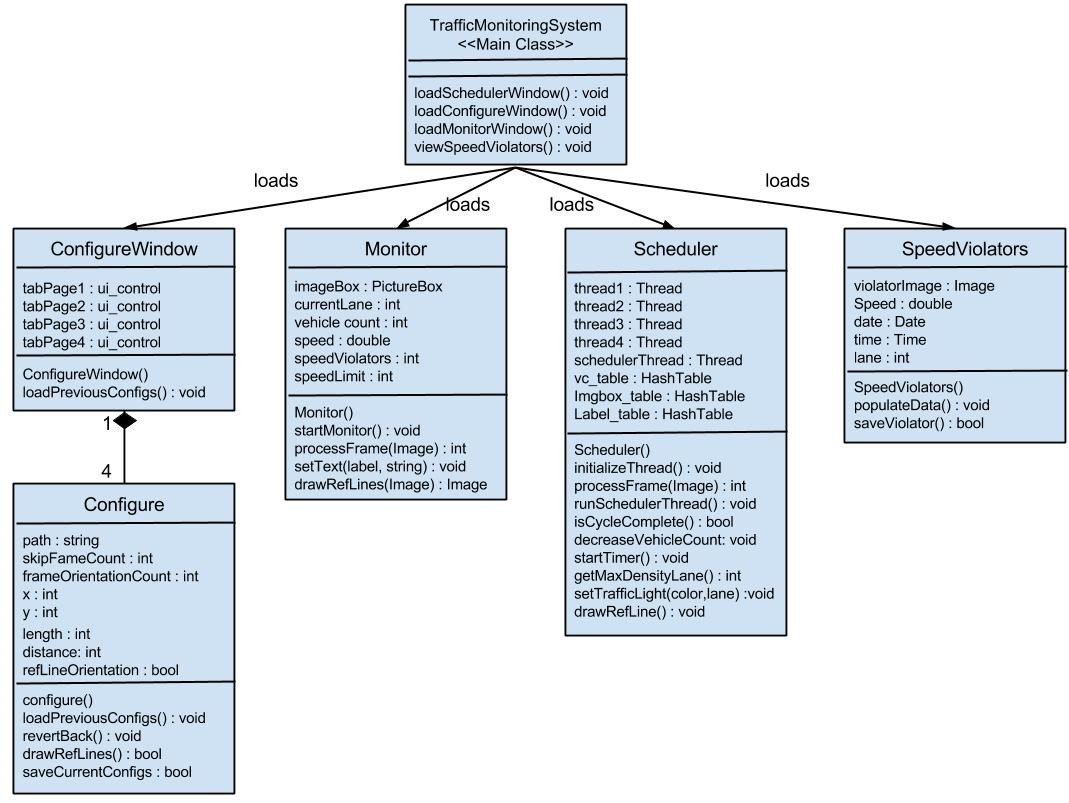 TrafficMonitoringSystem
<<Main Class>>
loadSchedulerWindow() : void
loadConfigureWindow() : void
loadMonitorWindow() : void
viewSpeedViolators() : void
loads
loads
loads
loads
ConfigureWindow
tabPage1 : ui_control
tabPage2 : ui_control
tabPage3 : ui_control
tabPage4 : ui_control
ConfigureWindow()
loadPreviousConfigs() : void
1
4
Configure
path : string
skipFameCount : int
frameOrientationCount : int
x : int
y : int
length : int
distance: int
refLineOrientation : bool
configure()
loadPreviousConfigs() : void
revertBack() : void
drawRefLines() : bool
saveCurrentConfigs : bool
Monitor
imageBox : PictureBox
currentLane : int
vehicle count : int
speed : double
speedViolators : int
speedLimit : int
Monitor()
startMonitor() : void
processFrame(Image) : int
setText(label, string) : void
drawRefLines(Image) : Image
Scheduler
thread1 : Thread
thread2 : Thread
thread3 : Thread
thread4 : Thread
schedulerThread : Thread
vc_table : HashTable
Imgbox_table : HashTable
Label_table : HashTable
Scheduler()
initializeThread() : void
processFrame(Image) : int
runSchedulerThread() : void
isCycleComplete() : bool
decreaseVehicleCount: void
startTimer() : void
getMaxDensityLane() : int
setTrafficLight(color,lane) :void
drawRefLine() : void
SpeedViolators
violatorImage : Image
Speed : double
date : Date
time : Time
lane : int
SpeedViolators()
populateData() : void
saveViolator() : bool